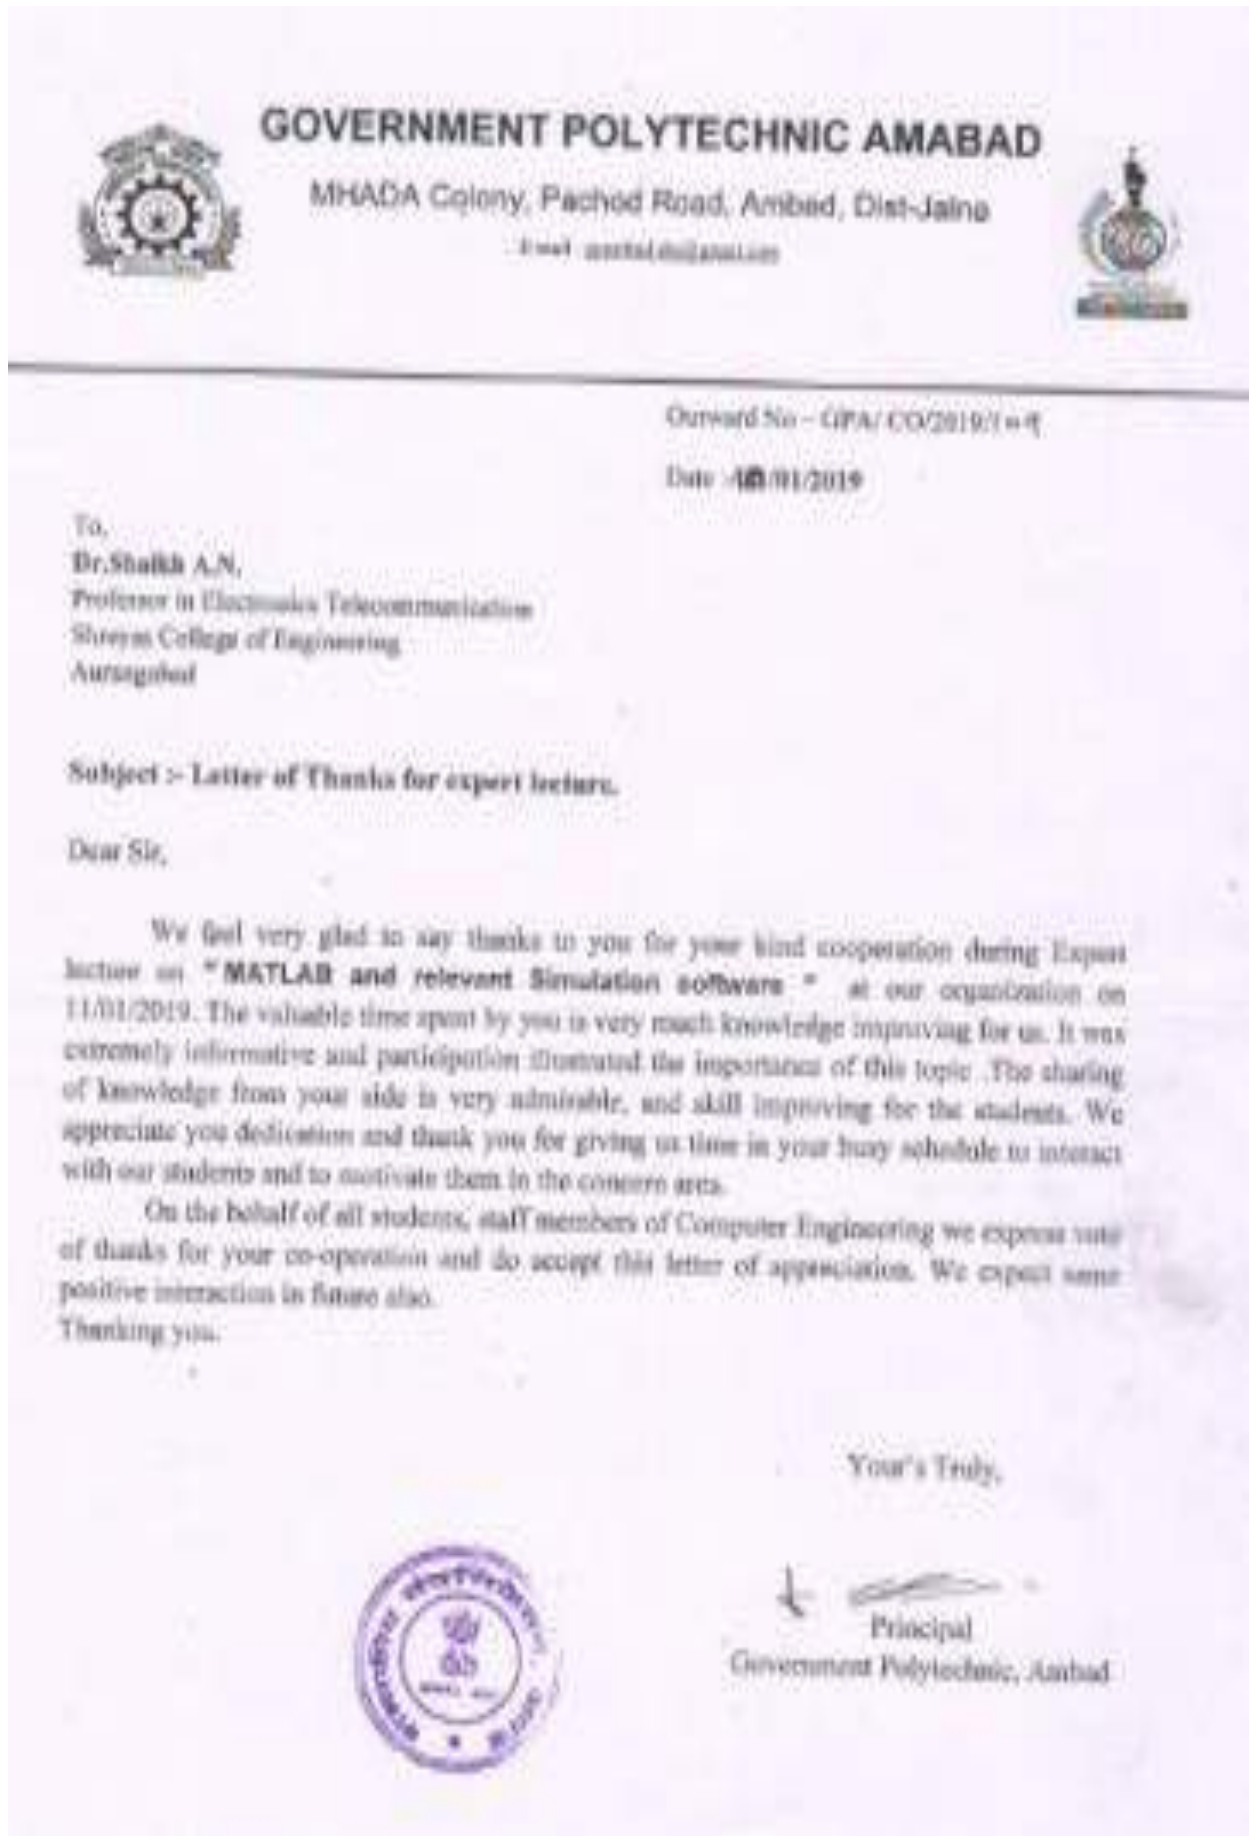 GOVERNMENT POLYTECHNIC AMABAD
MHADA Colony, Pachod Road, Ambad, Dist-Jalna
Email
Outward No – GPA/ CO/2019/
Date :- /01/2019
To,
Dr.Shaikh A.N.
Professor in Electronics Telecommunication
Shreyas College of Engineering
Aurangabad
Subject :- Letter of Thanks for expert lecture.
Dear Sir,
We feel very glad to say thanks to you for your kind cooperation during Expert
lecture on "MATLAB and relevant Simulation software " at our organization on
11/01/2019. The valuable time spent by you is very much knowledge improving for us. It was
extremely informative and participation illustrated the importance of this topic .The sharing
of knowledge from your side is very admirable, and skill improving for the students. We
appreciate you dedication and thank you for giving us time in your busy schedule to interact
with our students and to motivate them in the concern area.
On the behalf of all students, staff members of Computer Engineering we express vote
of thanks for your co-operation and do accept this letter of appreciation. We expect same
positive interaction in future also.
Thanking you.
Your's Truly,
Principal
Government Polytechnic, Ambad